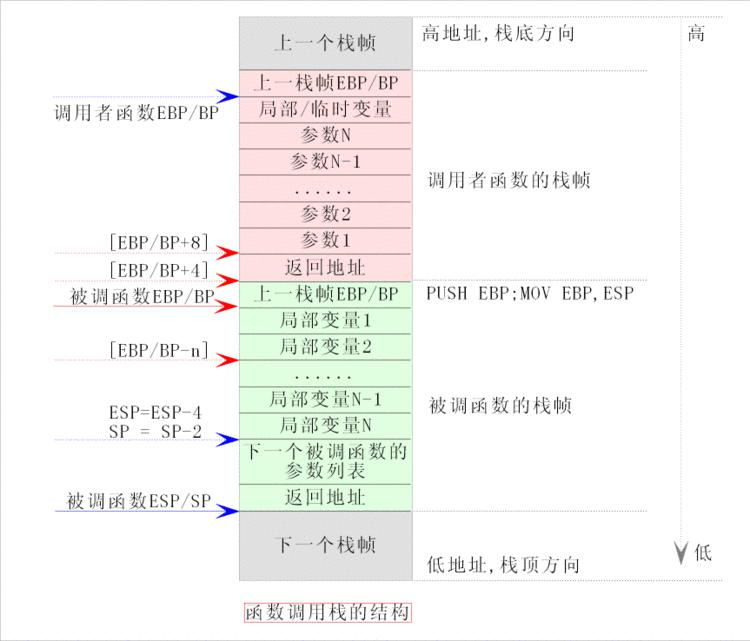 上一个栈帧
高地址,栈底方向
高
上一栈帧EBP/BP
调用者函数EBP/BP
局部/临时变量
参数N
参数N-1
......
调用者函数的栈帧
参数2
[EBP/BP+8]
参数1
[EBP/BP+4]
返回地址
被调函数EBP/BP
上一栈帧EBP/BP
PUSH EBP;MOV EBP,ESP
局部变量1
[EBP/BP-n]
局部变量2
......
局部变量N-1
被调函数的栈帧
ESP=ESP-4
SP = SP-2
局部变量N
下一个被调函数的
参数列表
被调函数ESP/SP
返回地址
下一个栈帧
低地址,栈顶方向
低
函数调用栈的结构